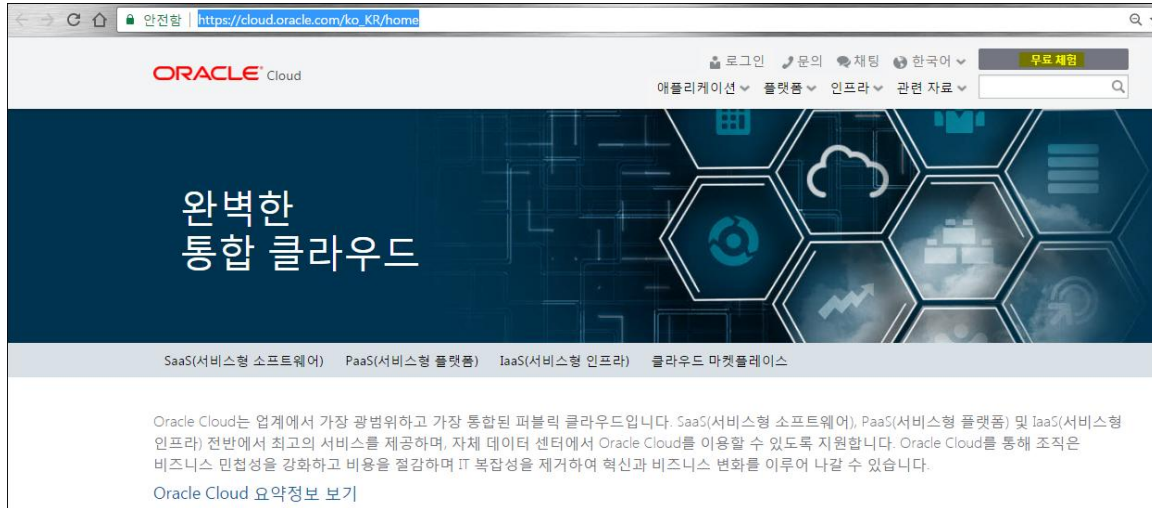 안전함 | https://cloud.oracle.com/ko_KR/home
ORACLE Cloud
로그인 문의 채팅 한국어 무료 체험
애플리케이션 플랫폼 인프라 관련 자료
완벽한
통합 클라우드
SaaS(서비스형 소프트웨어) PaaS(서비스형 플랫폼) IaaS(서비스형 인프라) 클라우드 마켓플레이스
Oracle Cloud는 업계에서 가장 광범위하고 가장 통합된 퍼블릭 클라우드입니다. SaaS(서비스형 소프트웨어), PaaS(서비스형 플랫폼) 및 IaaS(서비스형
인프라) 전반에서 최고의 서비스를 제공하며, 자체 데이터 센터에서 Oracle Cloud를 이용할 수 있도록 지원합니다. Oracle Cloud를 통해 조직은
비즈니스 민첩성을 강화하고 비용을 절감하며 IT 복잡성을 제거하여 혁신과 비즈니스 변화를 이루어 나갈 수 있습니다.
Oracle Cloud 요약정보 보기